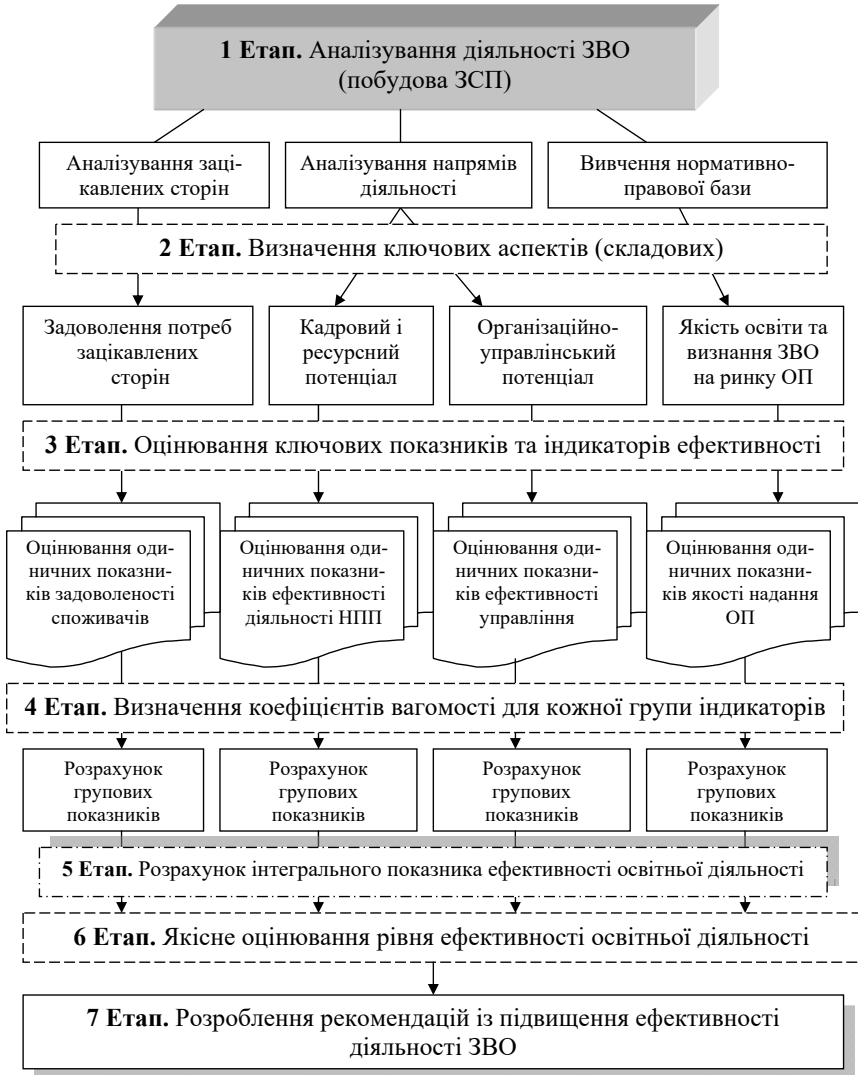 1 Етап. Аналізування діяльності ЗВО
(побудова ЗСП)
Аналізування заці-
кавлених сторін
Аналізування напрямів
діяльності
Вивчення нормативно-
правової бази
2 Етап. Визначення ключових аспектів (складових)
Задоволення потреб
зацікавлених
сторін
Кадровий і
ресурсний
потенціал
Організаційно-
управлінський
потенціал
Якість освіти та
визнання ЗВО
на ринку ОП
3 Етап. Оцінювання ключових показників та індикаторів ефективності
Оцінювання оди-
ничних показни-
ків задоволеності
споживачів
Оцінювання оди-
ничних показни-
ків ефективності
діяльності НПП
Оцінювання оди-
ничних показни-
ків ефективності
управління
Оцінювання оди-
ничних показни-
ків якості надання
ОП
4 Етап. Визначення коефіцієнтів вагомості для кожної групи індикаторів
Розрахунок
групових
показників
Розрахунок
групових
показників
Розрахунок
групових
показників
Розрахунок
групових
показників
5 Етап. Розрахунок інтегрального показника ефективності освітньої діяльності
6 Етап. Якісне оцінювання рівня ефективності освітньої діяльності
7 Етап. Розроблення рекомендацій із підвищення ефективності
діяльності ЗВО